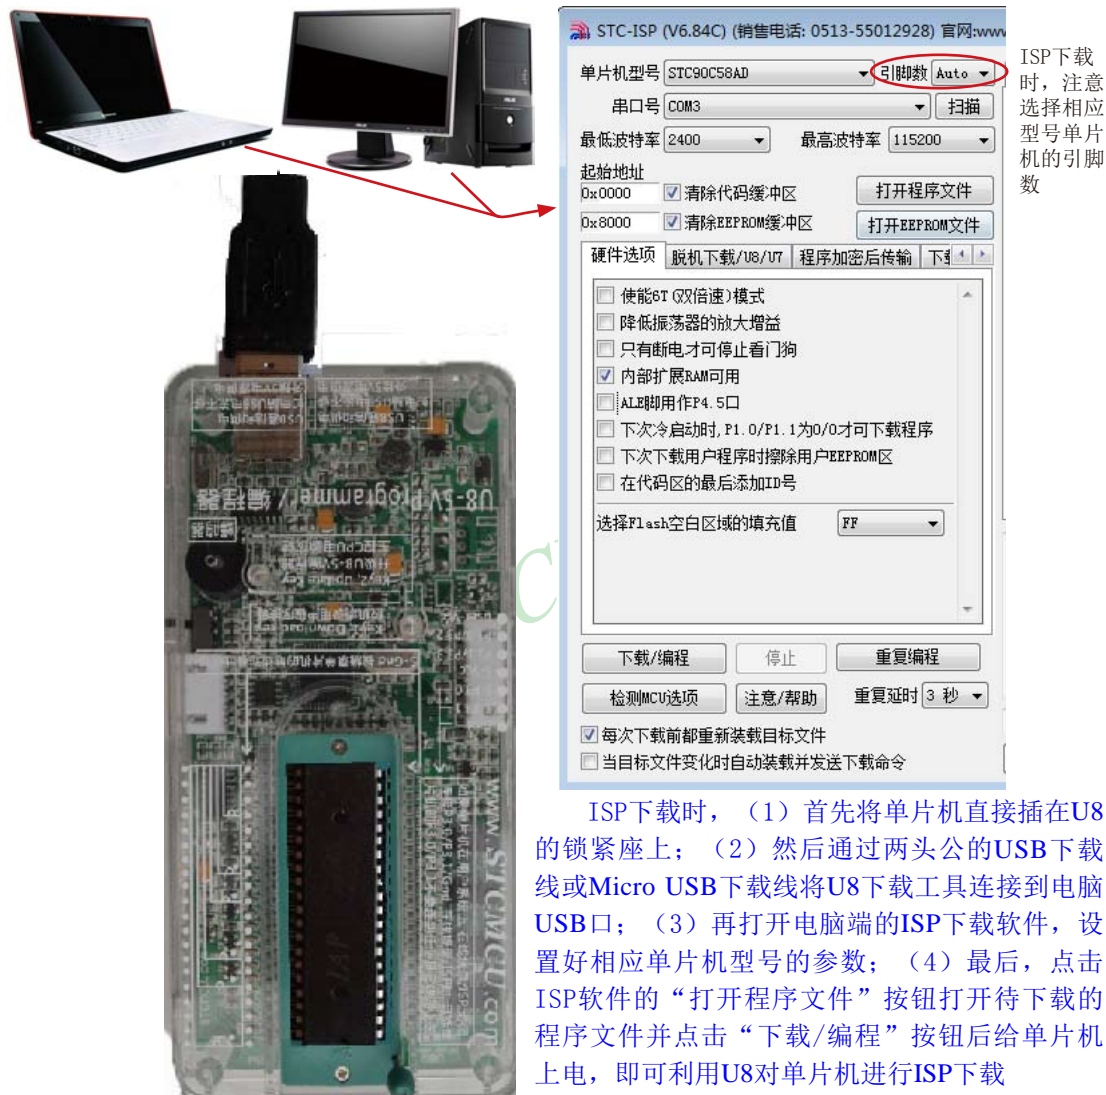 STC-ISP (V6.84C) (销售电话: 0513-55012928) 官网:www
单片机型号 STC90C58AD 引脚数 Auto
串口号 COM3 扫描
最低波特率 2400 最高波特率 115200
起始地址
0x0000 清除代码缓冲区 打开程序文件
0x8000 清除EEPROM缓冲区 打开EEPROM文件
硬件选项 脱机下载/U8/U7 程序加密后传输
使能6T(双倍速)模式
降低振荡器的放大增益
只有断电才可停止看门狗
内部扩展RAM可用
ALE脚用作P4.5口
下次冷启动时,P1.0/P1.1为0/0才可下载程序
下次下载用户程序时擦除用户EEPROM区
在代码区的最后添加ID号
选择Flash空白区域的填充值 FF
下载/编程 停止 重复编程
检测MCU选项 注意/帮助 重复延时 3 秒
每次下载前都重新装载目标文件
当目标文件变化时自动装载并发送下载命令
ISP下载
时，注意
选择相应
型号单片
机的引脚
数
U8-5V Programmer / 编程器
www.STCMCU.com
ISP下载时，（1）首先将单片机直接插在U8
的锁紧座上；（2）然后通过两头公的USB下载
线或Micro USB下载线将U8下载工具连接到电脑
USB口；（3）再打开电脑端的ISP下载软件，设
置好相应单片机型号的参数；（4）最后，点击
ISP软件的“打开程序文件”按钮打开待下载的
程序文件并点击“下载/编程”按钮后给单片机
上电，即可利用U8对单片机进行ISP下载